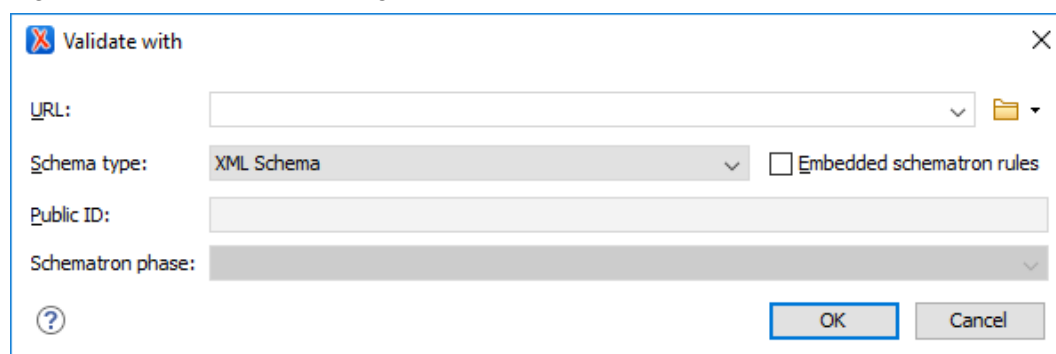 Validate with
URL:
Schema type: XML Schema Embedded schematron rules
Public ID:
Schematron phase:
? OK Cancel